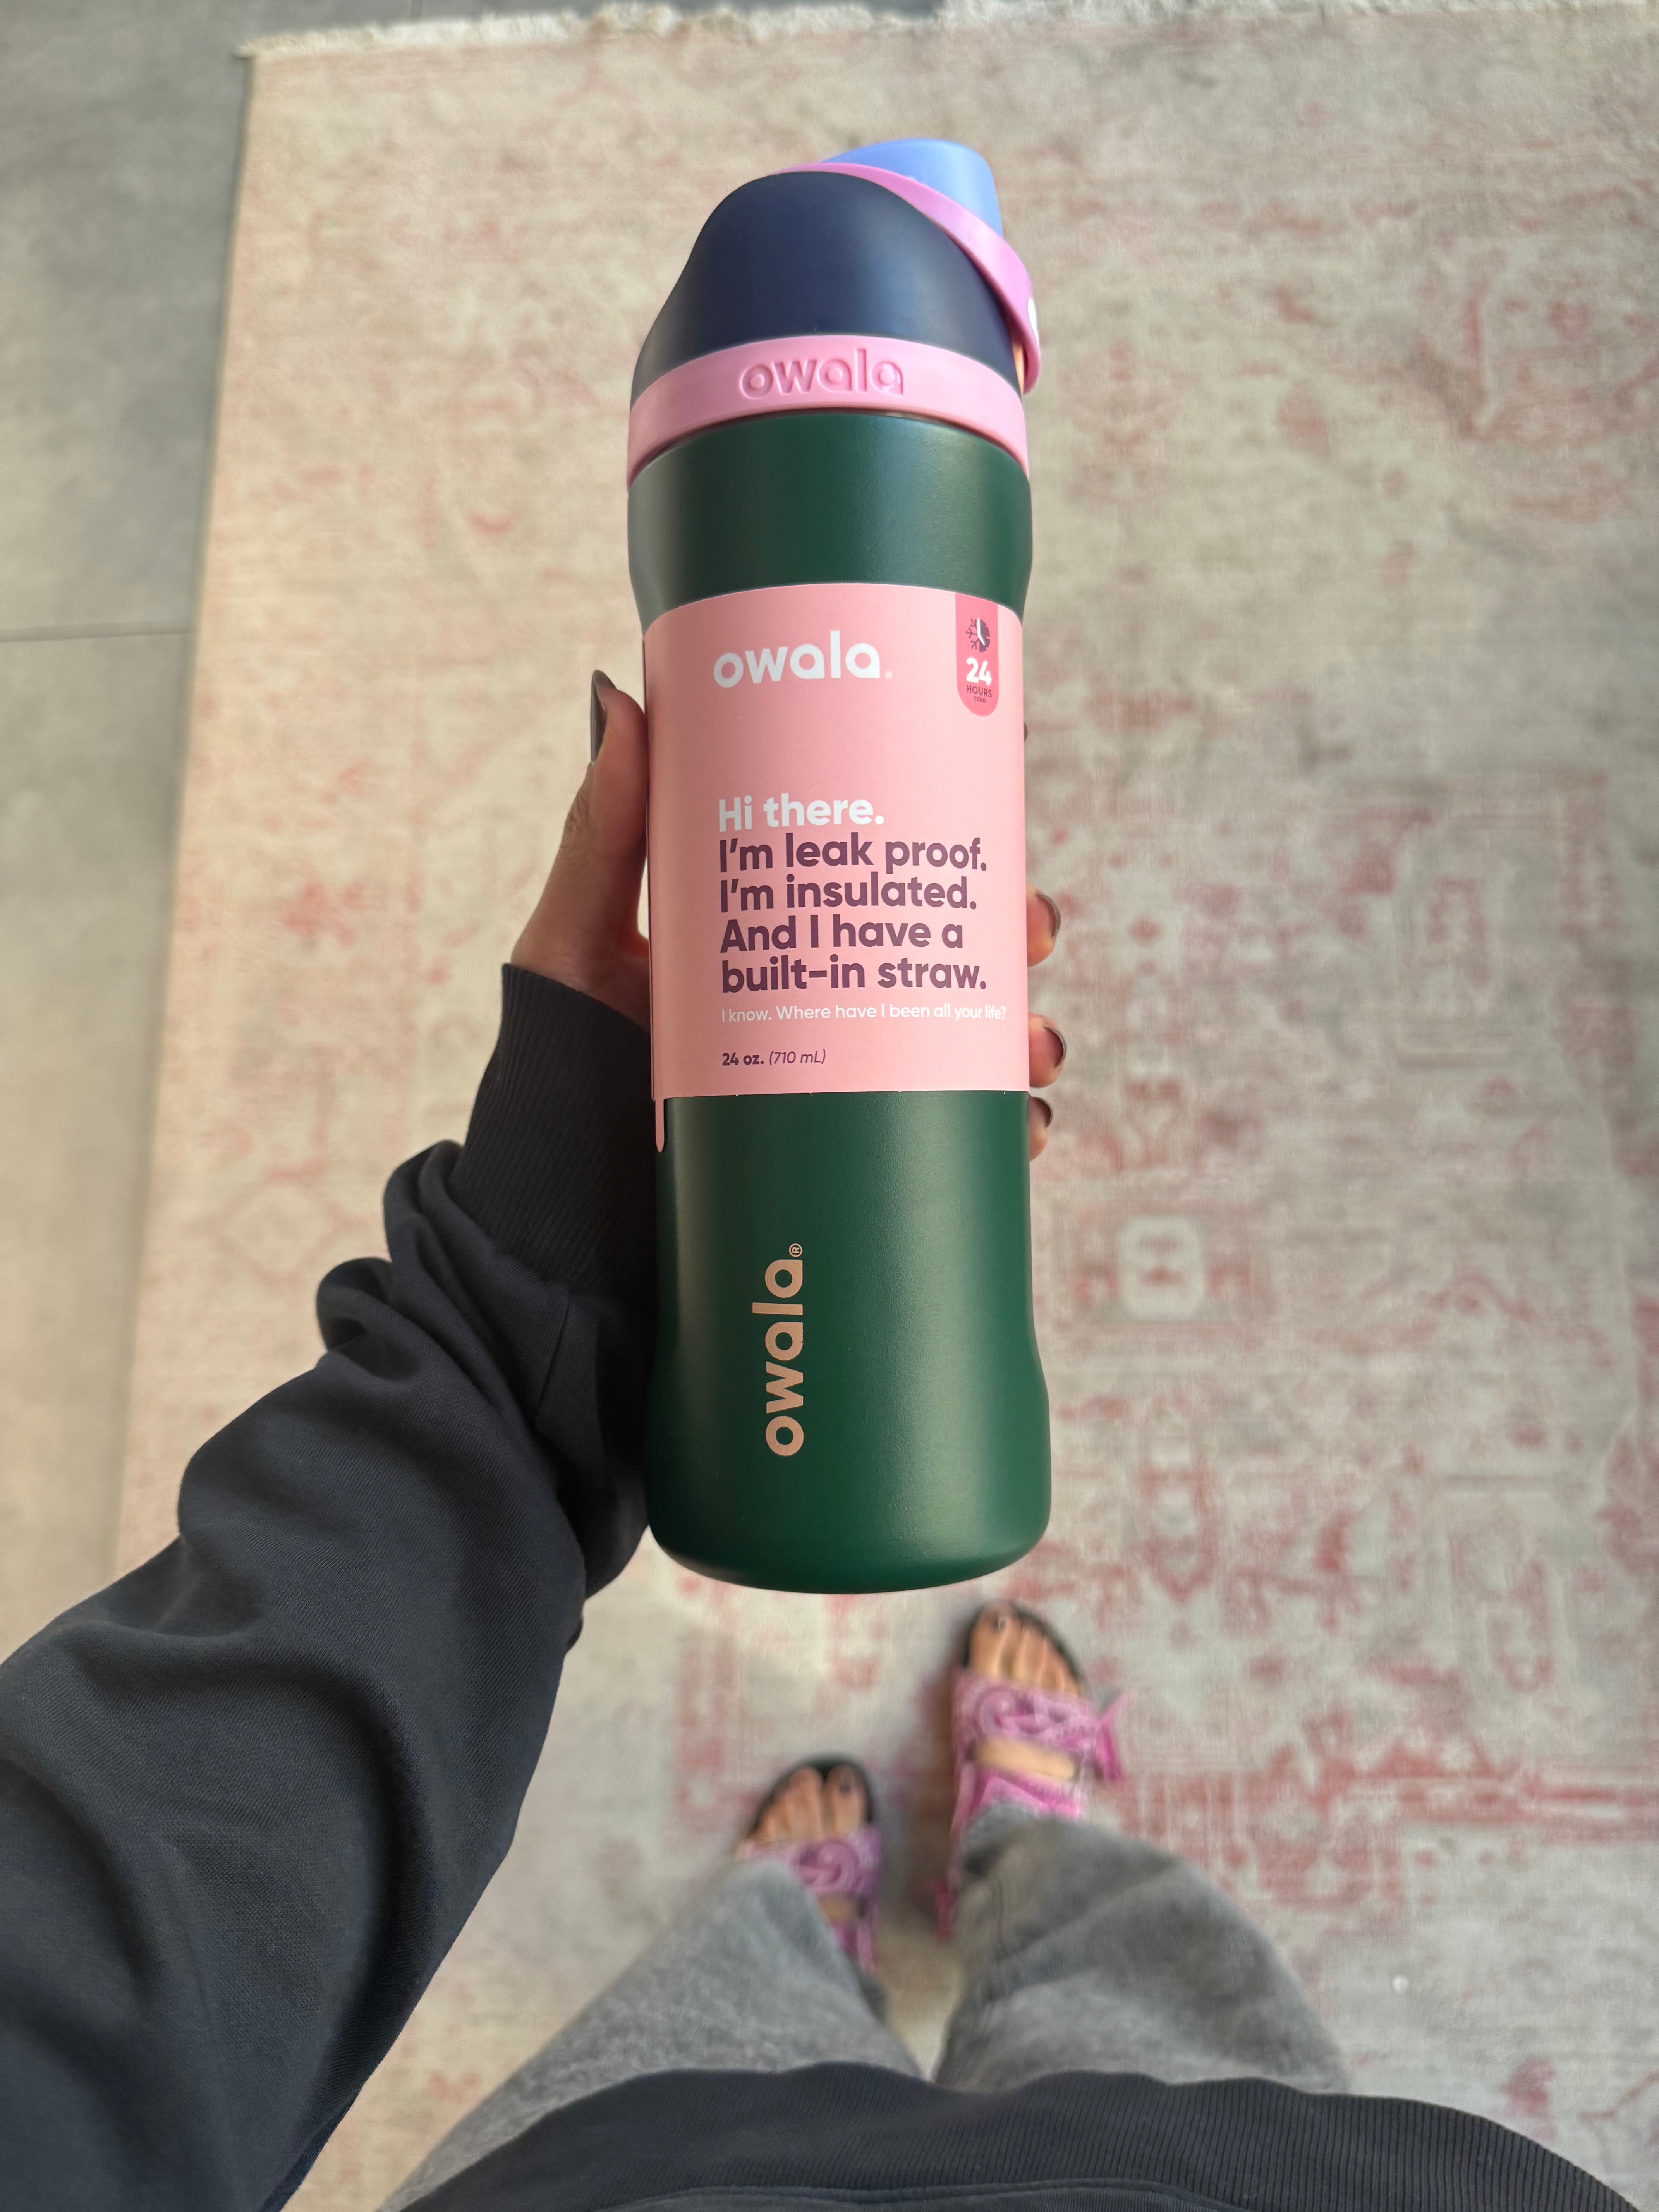 owala
owala
24
HOURS
COLD
Hi there.
I'm leak proof.
I'm insulated.
And I have a
built-in straw.
I know. Where have I been all your life?
24 oz. (710 mL)
owala®